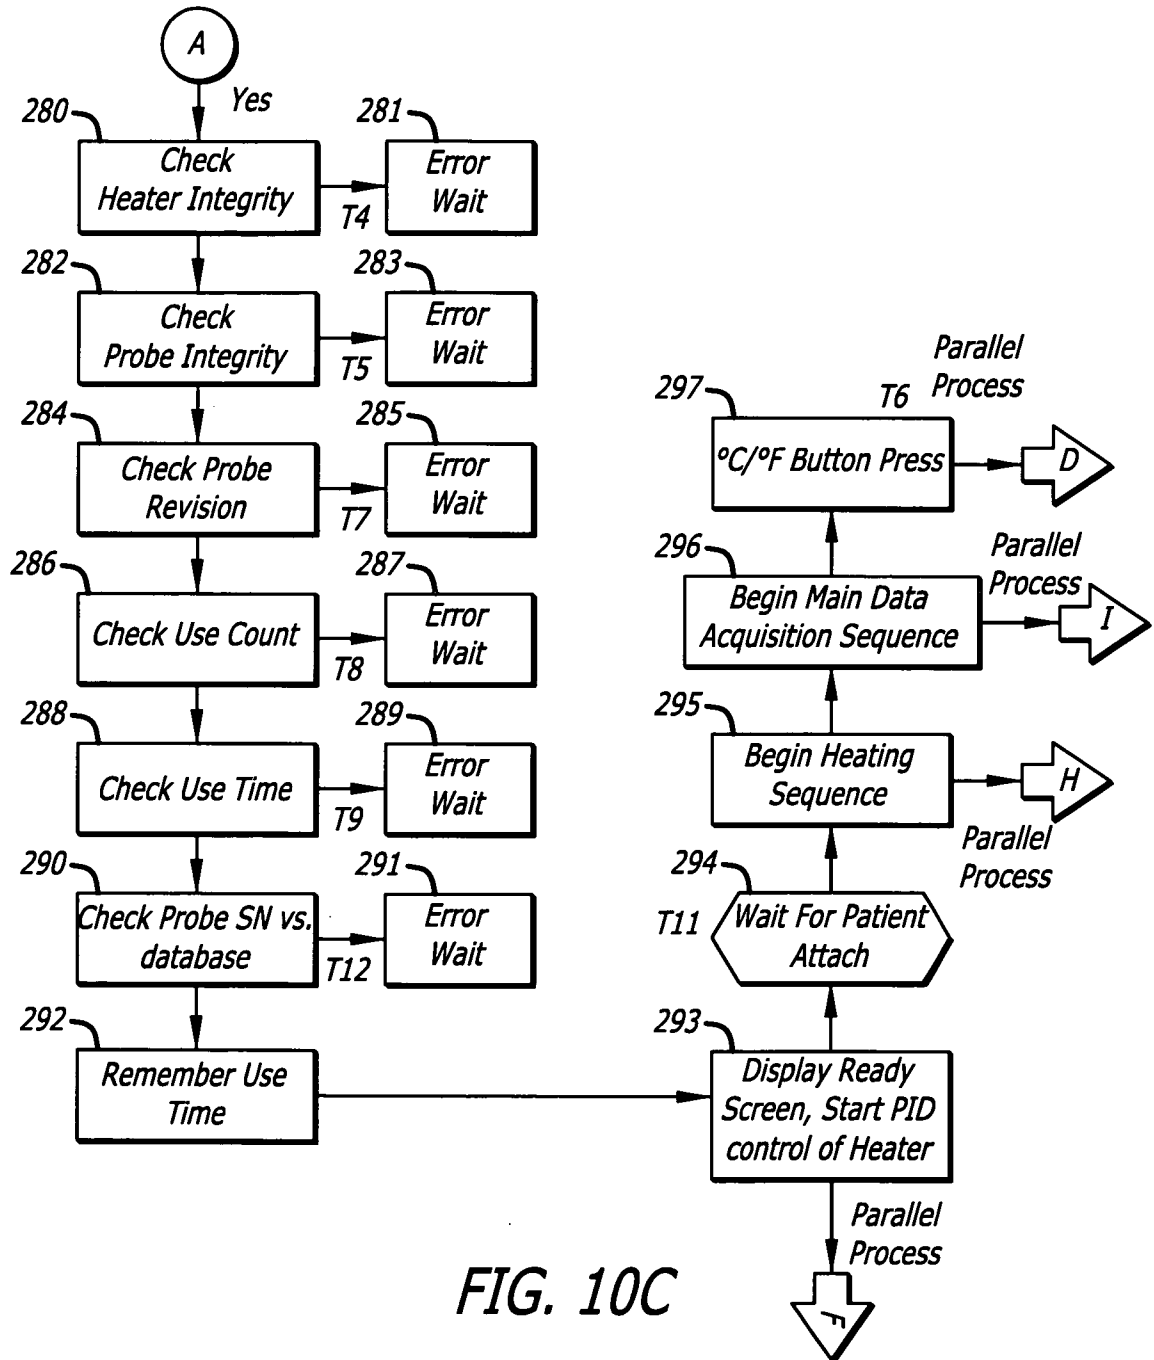 A
Yes
280
Check
Heater Integrity
T4
281
Error
Wait
282
Check
Probe Integrity
T5
283
Error
Wait
284
Check Probe
Revision
T7
285
Error
Wait
286
Check Use Count
T8
287
Error
Wait
288
Check Use Time
T9
289
Error
Wait
290
Check Probe SN vs.
database
T12
291
Error
Wait
292
Remember Use
Time
293
Display Ready
Screen, Start PID
control of Heater
Parallel
Process
F
294
T11
Wait For Patient
Attach
295
Begin Heating
Sequence
H
Parallel
Process
296
Begin Main Data
Acquisition Sequence
Parallel
Process
I
297
T6
°C/°F Button Press
Parallel
Process
D
FIG. 10C